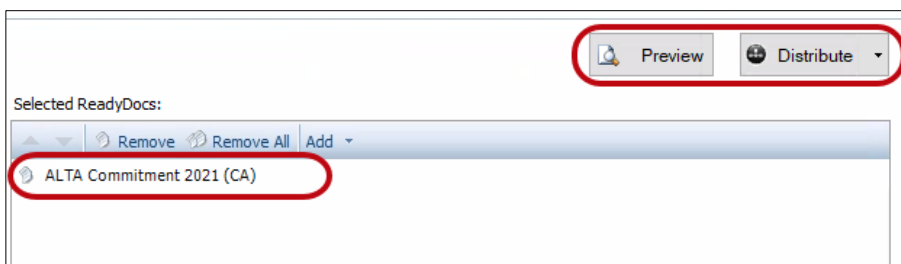 Preview Distribute
Selected ReadyDocs:
Remove Remove All Add
ALTA Commitment 2021 (CA)